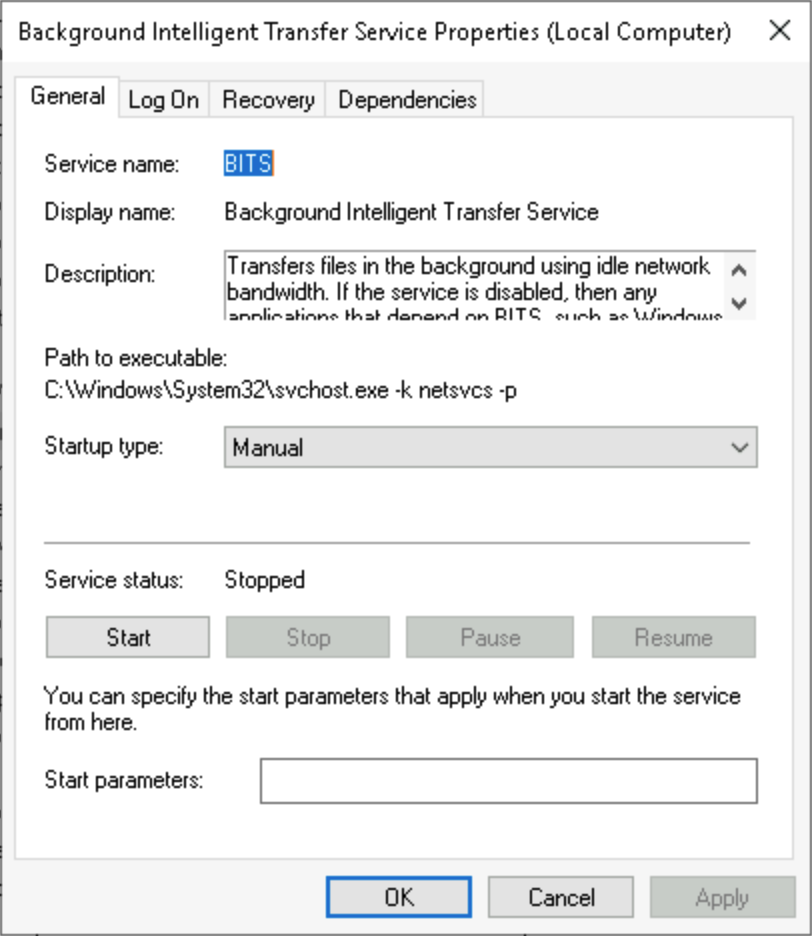 Background Intelligent Transfer Service Properties (Local Computer)
General Log On Recovery Dependencies
Service name: BITS
Display name: Background Intelligent Transfer Service
Description: Transfers files in the background using idle network
bandwidth. If the service is disabled, then any
applications that depend on BITS, such as Windows
Path to executable:
C:\Windows\System32\svchost.exe -k netsvcs -p
Startup type: Manual
Service status: Stopped
Start Stop Pause Resume
You can specify the start parameters that apply when you start the service
from here.
Start parameters:
OK Cancel Apply